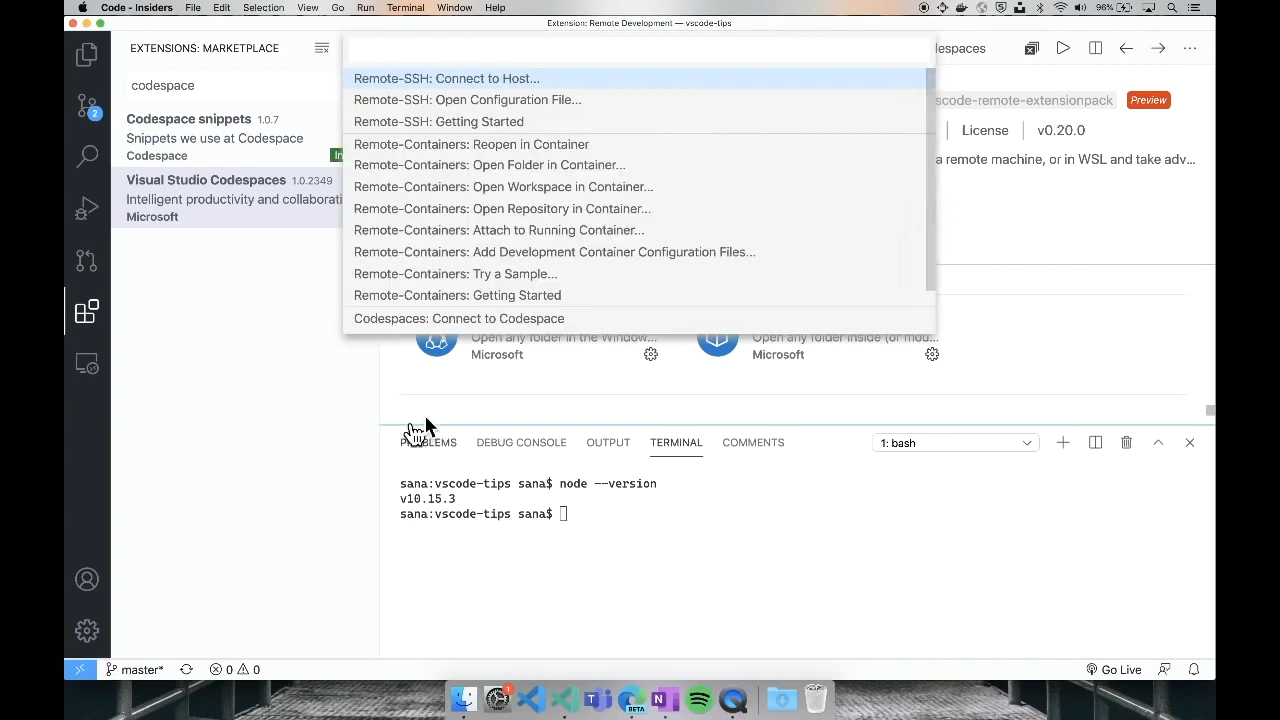 Code - Insiders File Edit Selection View Go Run Terminal Window Help 96%
Extension: Remote Development — vscode-tips
EXTENSIONS: MARKETPLACE
codespace
Codespace snippets 1.0.7
Snippets we use at Codespace
Codespace
In
Visual Studio Codespaces 1.0.2349
Intelligent productivity and collaborati
Microsoft
2
Remote-SSH: Connect to Host...
Remote-SSH: Open Configuration File...
Remote-SSH: Getting Started
Remote-Containers: Reopen in Container
Remote-Containers: Open Folder in Container...
Remote-Containers: Open Workspace in Container...
Remote-Containers: Open Repository in Container...
Remote-Containers: Attach to Running Container...
Remote-Containers: Add Development Container Configuration Files...
Remote-Containers: Try a Sample...
Remote-Containers: Getting Started
Codespaces: Connect to Codespace
lespaces
scode-remote-extensionpack Preview
License v0.20.0
a remote machine, or in WSL and take adv...
Open any folder in the Window... Open any folder inside (or mou...
Microsoft Microsoft
PROBLEMS DEBUG CONSOLE OUTPUT TERMINAL COMMENTS 1: bash
sana:vscode-tips sana$ node --version
v10.15.3
sana:vscode-tips sana$
master* 0 0 Go Live
1
BETA